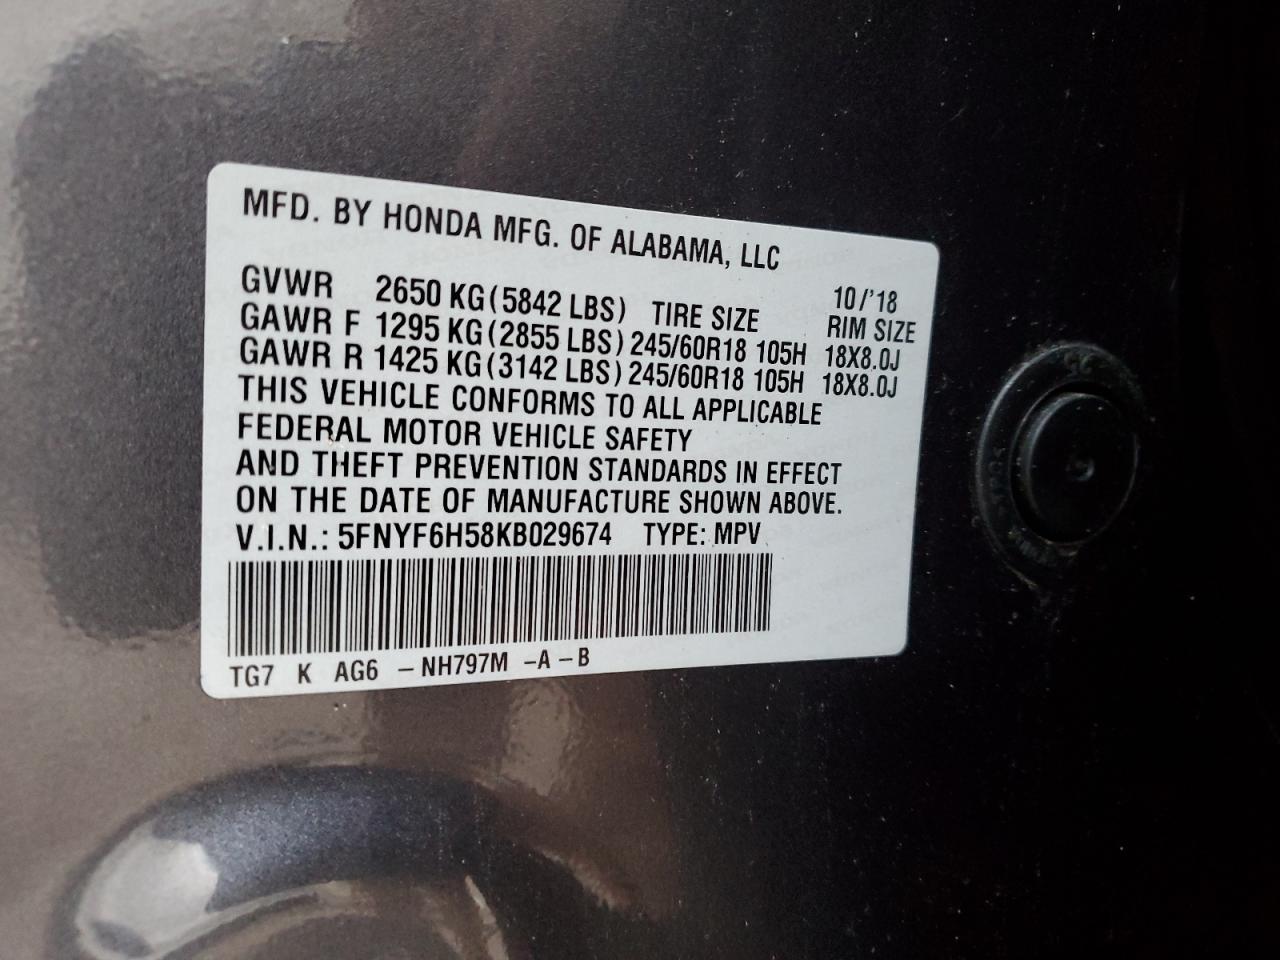 MFD. BY HONDA MFG. OF ALABAMA, LLC
10/'18
GVWR 2650 KG(5842 LBS) TIRE SIZE RIM SIZE
GAWR F 1295 KG(2855 LBS) 245/60R18 105H 18X8.0J
GAWR R 1425 KG(3142 LBS) 245/60R18 105H 18X8.0J
THIS VEHICLE CONFORMS TO ALL APPLICABLE
FEDERAL MOTOR VEHICLE SAFETY
AND THEFT PREVENTION STANDARDS IN EFFECT
ON THE DATE OF MANUFACTURE SHOWN ABOVE.
V.I.N.: 5FNYF6H58KB029674 TYPE: MPV
TG7 K AG6 – NH797M – A – B